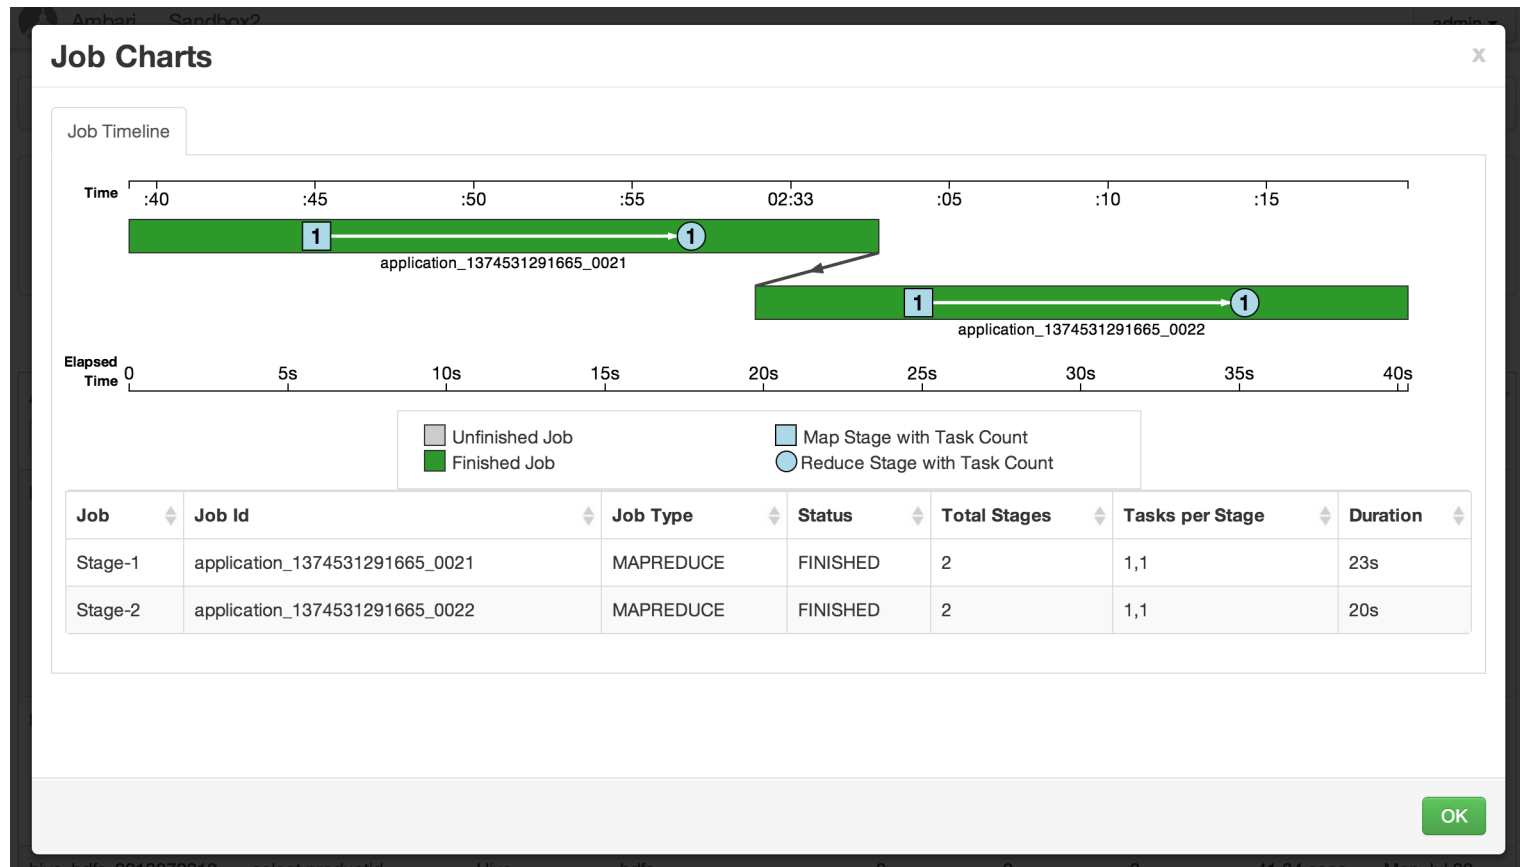 Ambari Sandbox2
admin
Job Charts
x
Job Timeline
Time :40 :45 :50 :55 02:33 :05 :10 :15
1 1
application_1374531291665_0021
1 1
application_1374531291665_0022
Elapsed
Time 0 5s 10s 15s 20s 25s 30s 35s 40s
Unfinished Job Map Stage with Task Count
Finished Job Reduce Stage with Task Count
Job Job Id Job Type Status Total Stages Tasks per Stage Duration
Stage-1 application_1374531291665_0021 MAPREDUCE FINISHED 2 1,1 23s
Stage-2 application_1374531291665_0022 MAPREDUCE FINISHED 2 1,1 20s
OK